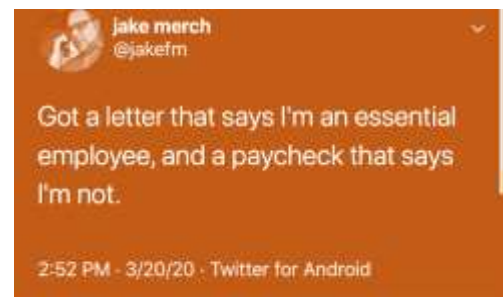 jake merch
@jakefm
Got a letter that says I'm an essential
employee, and a paycheck that says
I'm not.
2:52 PM · 3/20/20 · Twitter for Android